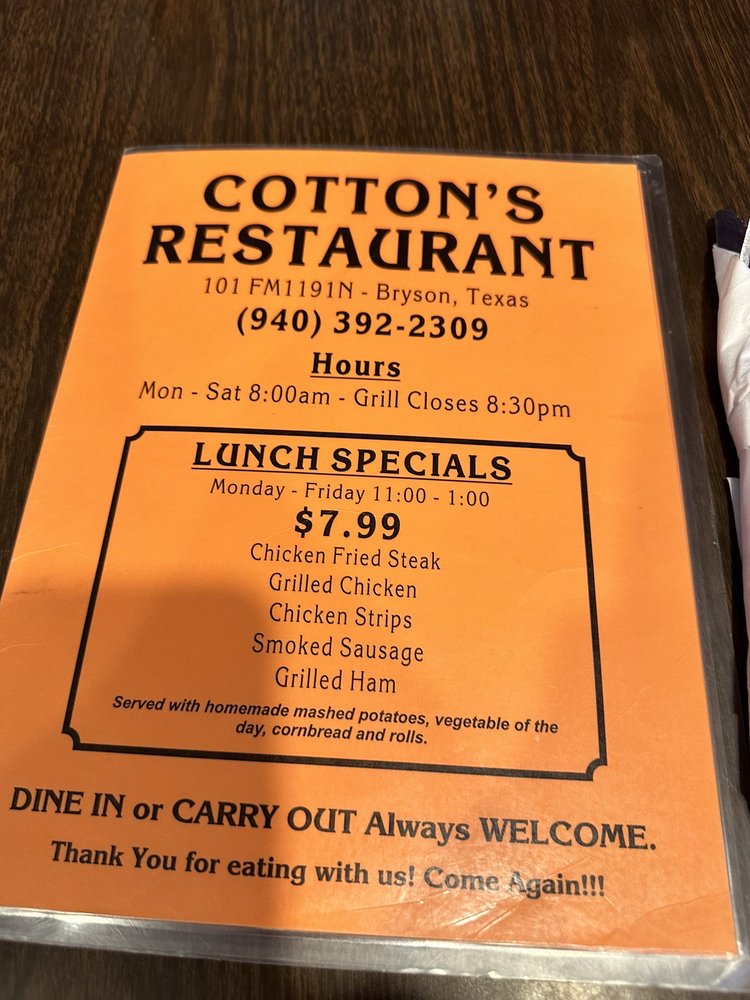 COTTON'S
RESTAURANT
101 FM1191N - Bryson, Texas
(940) 392-2309
Hours
Mon - Sat 8:00am - Grill Closes 8:30pm
LUNCH SPECIALS
Monday - Friday 11:00 - 1:00
$7.99
Chicken Fried Steak
Grilled Chicken
Chicken Strips
Smoked Sausage
Grilled Ham
Served with homemade mashed potatoes, vegetable of the
day, cornbread and rolls.
DINE IN or CARRY OUT Always WELCOME.
Thank You for eating with us! Come Again!!!